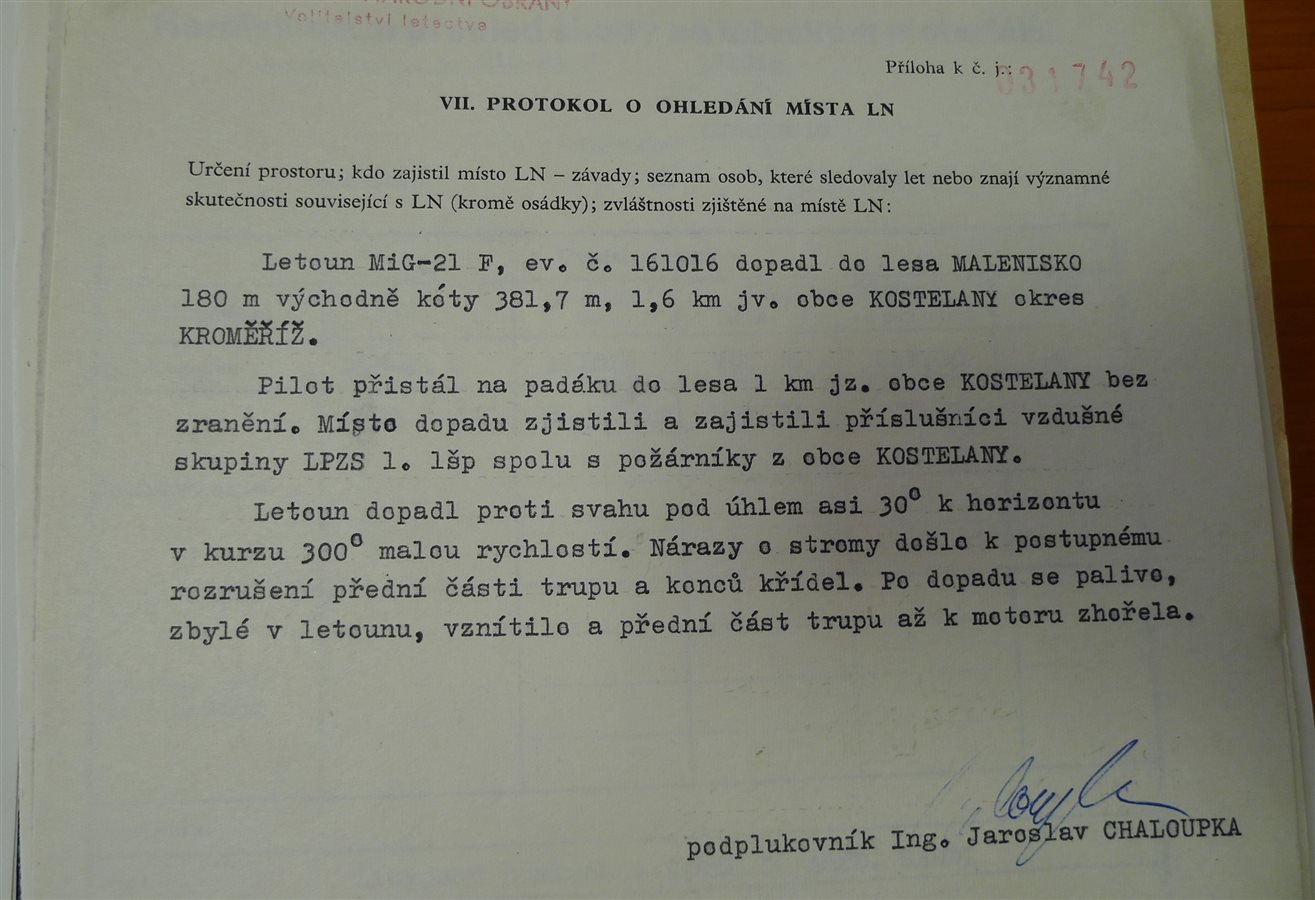 NÁRODNÍ OBRANY
Velitelství letectva
Příloha k č. j.: 031742
VII. PROTOKOL O OHLEDÁNÍ MÍSTA LN
Určení prostoru; kdo zajistil místo LN – závady; seznam osob, které sledovaly let nebo znají významné
skutečnosti související s LN (kromě osádky); zvláštnosti zjištěné na místě LN:
Letoun MiG-21 F, ev. č. 161016 dopadl do lesa MALENISKO
180 m východně kóty 381,7 m, 1,6 km jv. obce KOSTELANY okres
KROMĚŘÍŽ.
Pilot přistál na padáku do lesa 1 km jz. obce KOSTELANY bez
zranění. Místo dopadu zjistili a zajistili příslušníci vzdušné
skupiny LPZS 1. lšp spolu s požárníky z obce KOSTELANY.
Letoun dopadl proti svahu pod úhlem asi 30° k horizontu
v kurzu 300° malou rychlostí. Nárazy o stromy došlo k postupnému
rozrušení přední části trupu a konců křídel. Po dopadu se palivo,
zbylé v letounu, vznítilo a přední část trupu až k motoru zhořela.
podplukovník Ing. Jaroslav CHALOUPKA